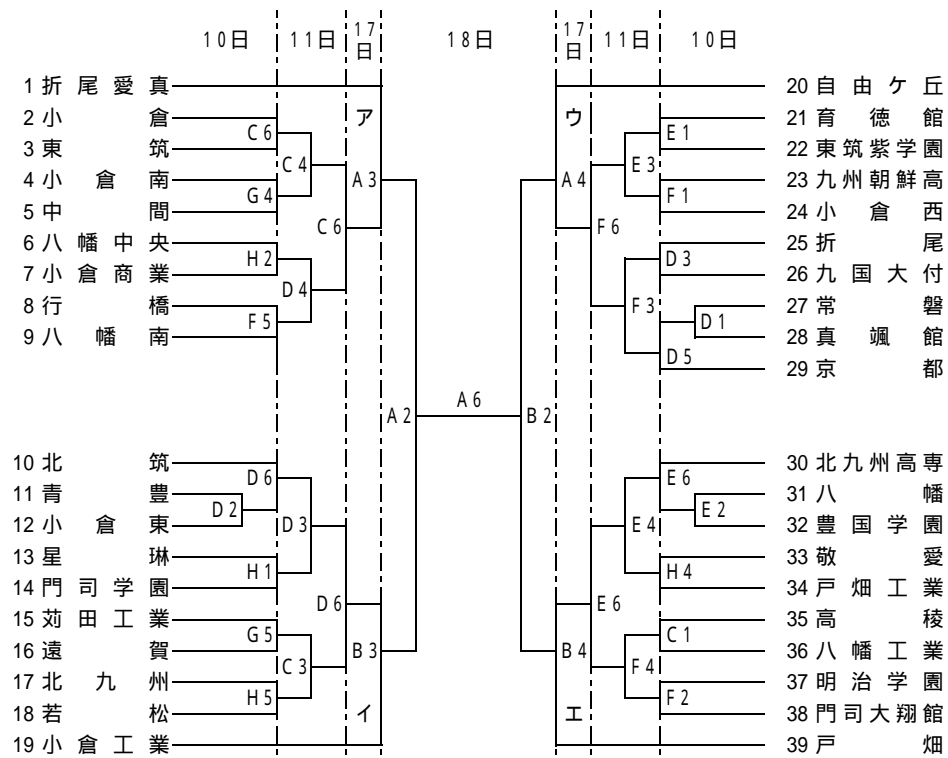 10日 11日 17日 18日 17日 11日 10日
1 折尾愛真 20 自由ケ丘
2 小倉 ア ウ 21 育徳館
C6 E1
3 東筑 22 東筑紫学園
C4 E3
4 小倉南 A3 A4 23 九州朝鮮高
G4 F1
5 中間 24 小倉西
C6 F6
6 八幡中央 25 折尾
H2 D3
7 小倉商業 26 九国大付
D4
8 行橋 F3 27 常磐
F5 D1
9 八幡南 28 真颯館
D5
29 京都
A6
A2 B2
10 北筑 30 北九州高専
D6 E6
11 青豊 31 八幡
D2 E2
12 小倉東 D3 E4 32 豊国学園
13 星琳 33 敬愛
H1 H4
14 門司学園 34 戸畑工業
D6 E6
15 苅田工業 35 高稜
G5 C1
16 遠賀 B3 B4 36 八幡工業
C3 F4
17 北九州 37 明治学園
H5 F2
18 若松 イ エ 38 門司大翔館
19 小倉工業 39 戸畑